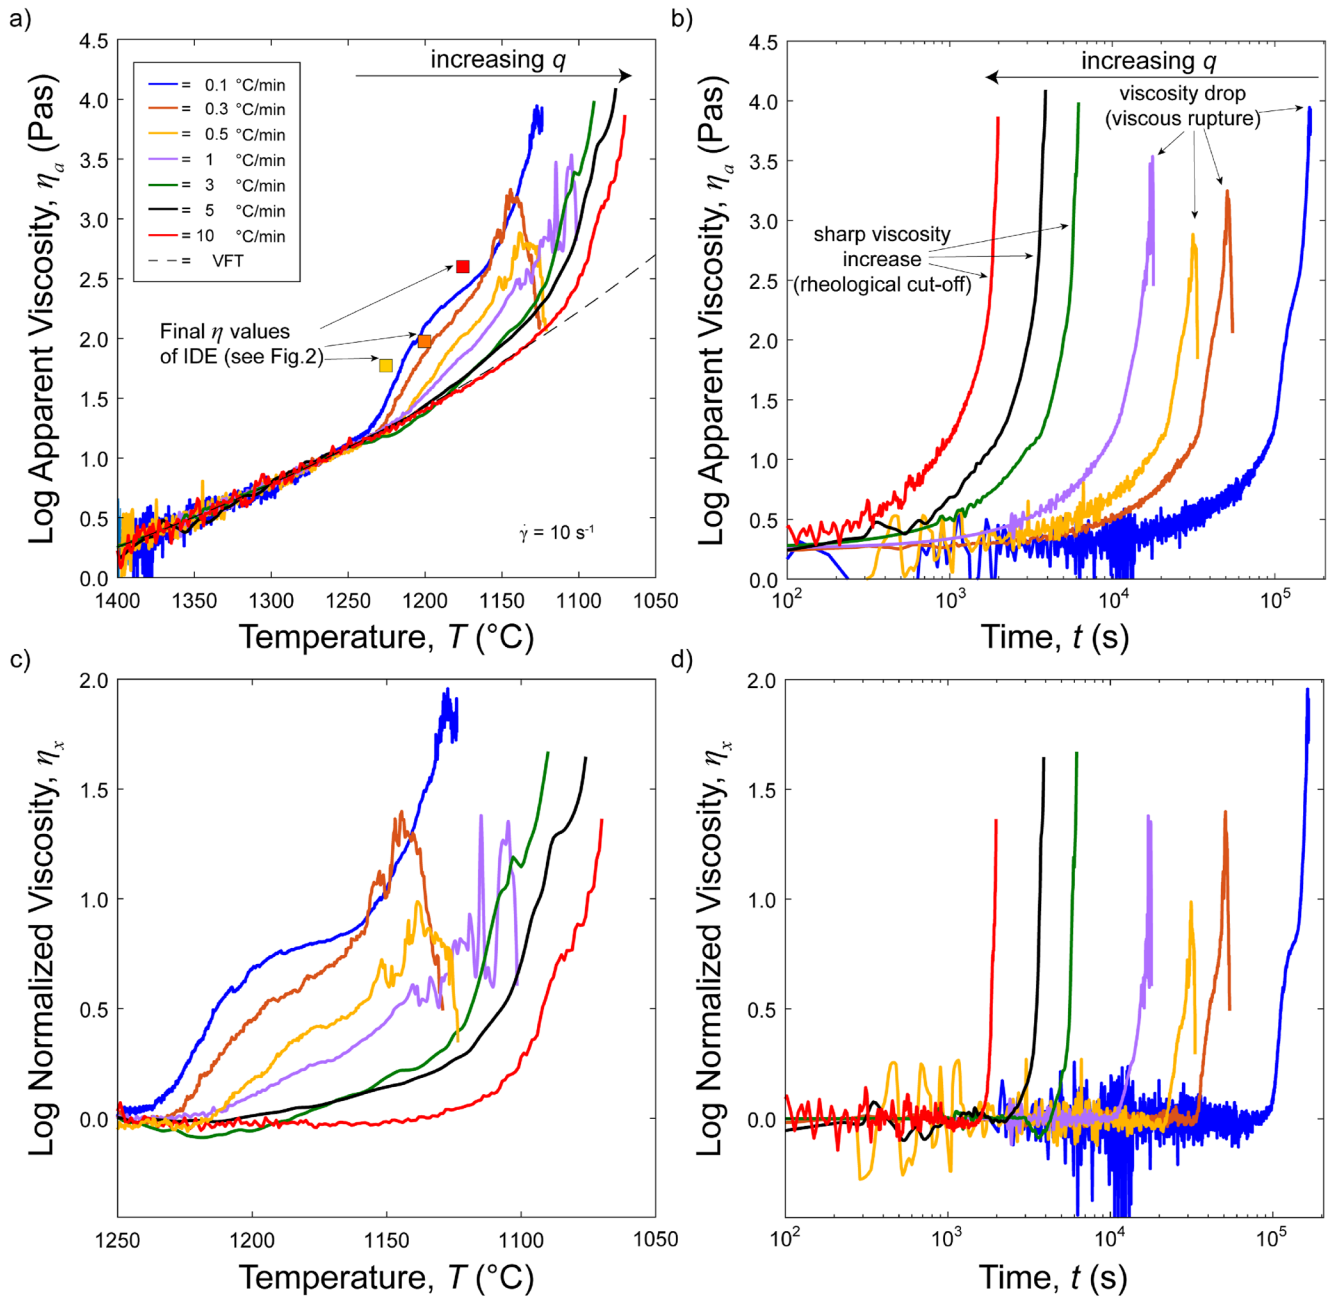 a)
4.5
4.0
3.5
3.0
2.5
2.0
1.5
1.0
0.5
0.0
Log Apparent Viscosity, ηa (Pas)
increasing q
= 0.1 °C/min
= 0.3 °C/min
= 0.5 °C/min
= 1 °C/min
= 3 °C/min
= 5 °C/min
= 10 °C/min
= VFT
Final η values
of IDE (see Fig.2)
γ̇ = 10 s⁻¹
1400
1350
1300
1250
1200
1150
1100
1050
Temperature, T (°C)
b)
4.5
4.0
3.5
3.0
2.5
2.0
1.5
1.0
0.5
0.0
Log Apparent Viscosity, ηa (Pas)
increasing q
viscosity drop
(viscous rupture)
sharp viscosity
increase
(rheological cut-off)
10²
10³
10⁴
10⁵
Time, t (s)
c)
2.0
1.5
1.0
0.5
0.0
Log Normalized Viscosity, ηx
1250
1200
1150
1100
1050
Temperature, T (°C)
d)
2.0
1.5
1.0
0.5
0.0
Log Normalized Viscosity, ηx
10²
10³
10⁴
10⁵
Time, t (s)